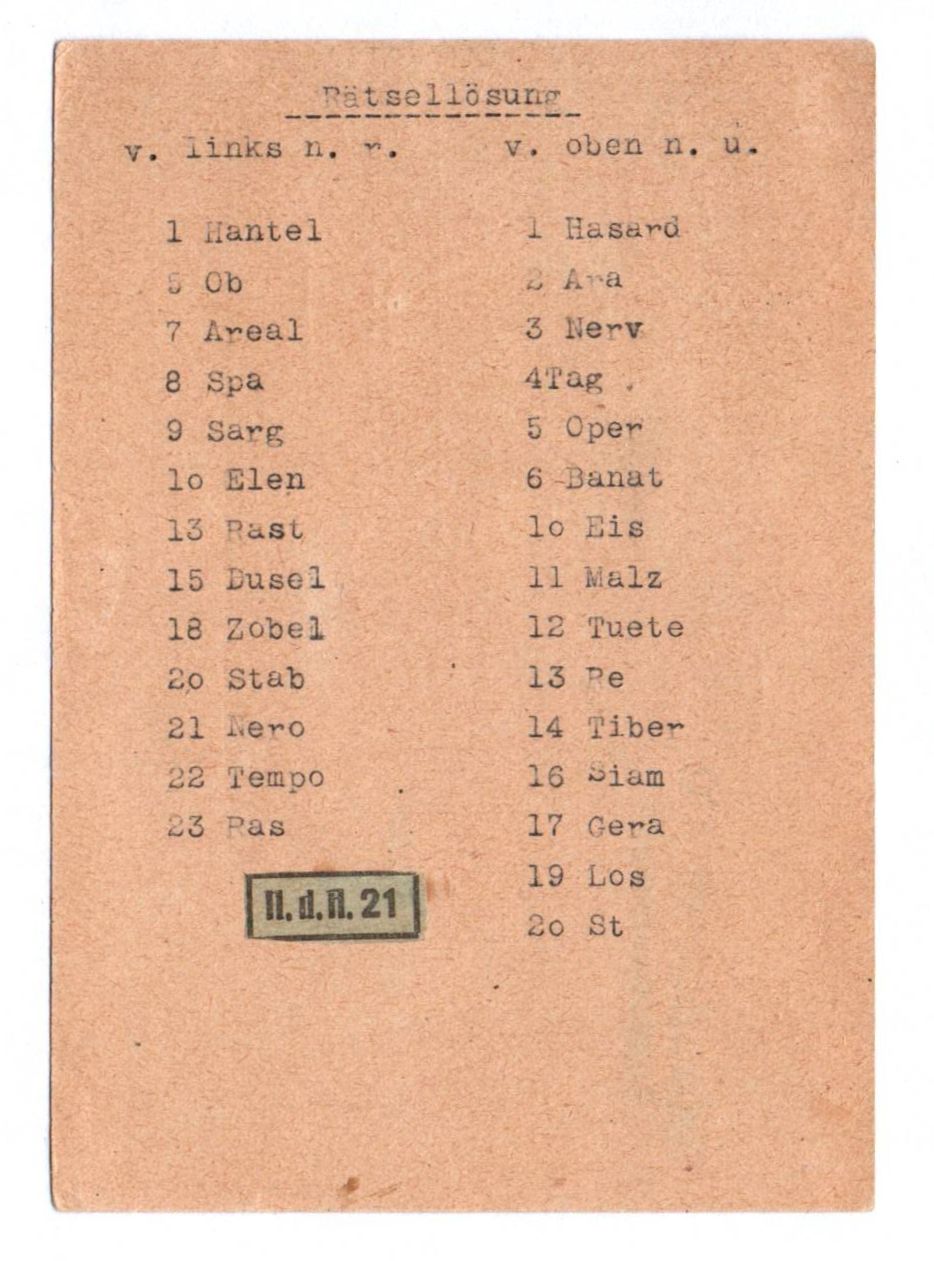 Rätsellösung
v. links n. r.
1 Hantel
5 Ob
7 Areal
8 Spa
9 Sarg
1o Elen
13 Rast
15 Dusel
18 Zobel
2o Stab
21 Nero
22 Tempo
23 Ras
N.d.R. 21
v. oben n. u.
1 Hasard
2 Ara
3 Nerv
4Tag
5 Oper
6 Banat
1o Eis
11 Malz
12 Tuete
13 Re
14 Tiber
16 Siam
17 Gera
19 Los
2o St